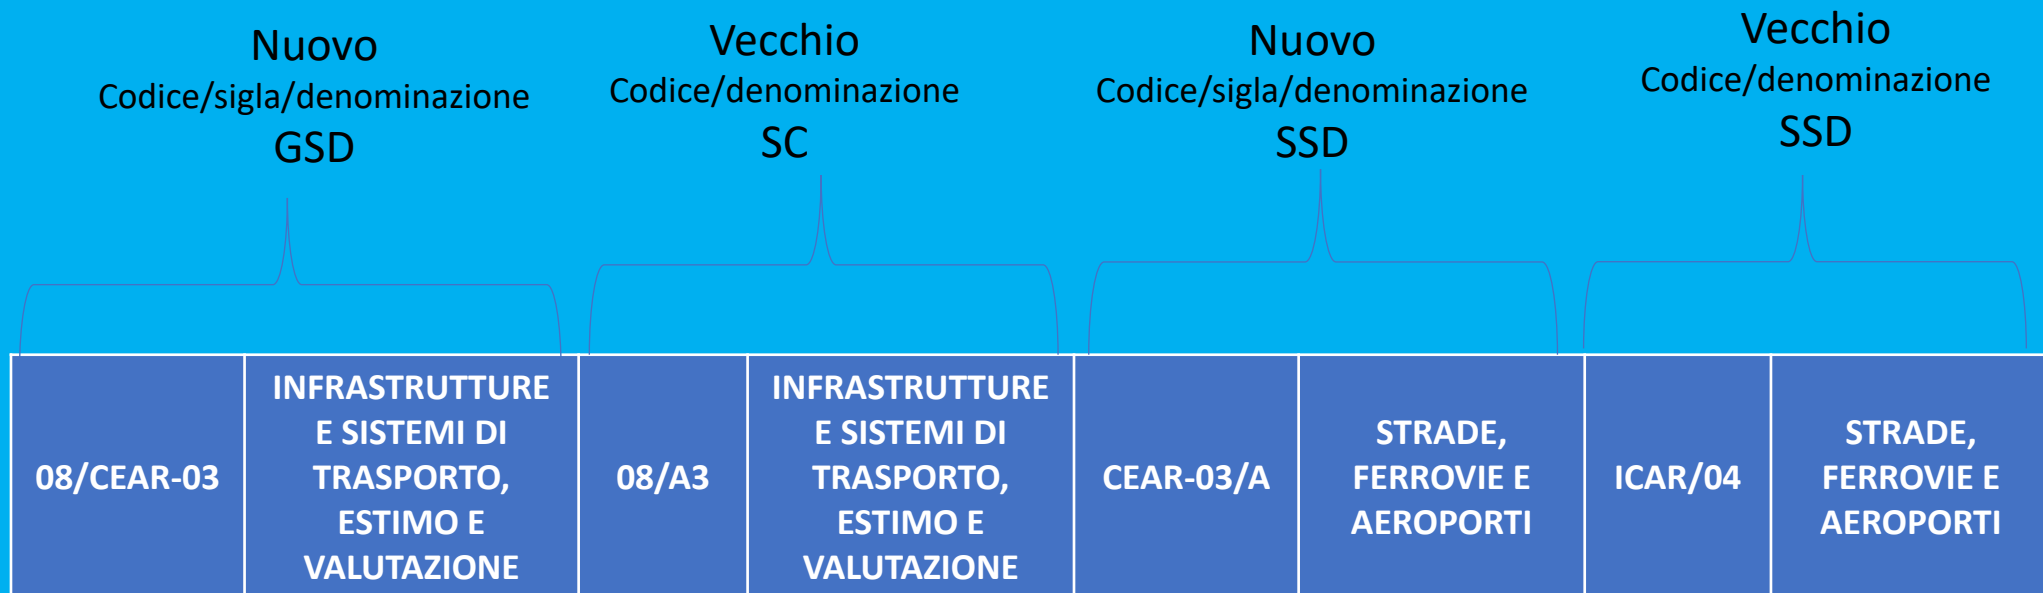 Nuovo
Codice/sigla/denominazione
GSD
Vecchio
Codice/denominazione
SC
Nuovo
Codice/sigla/denominazione
SSD
Vecchio
Codice/denominazione
SSD
08/CEAR-03
INFRASTRUTTURE
E SISTEMI DI
TRASPORTO,
ESTIMO E
VALUTAZIONE
08/A3
INFRASTRUTTURE
E SISTEMI DI
TRASPORTO,
ESTIMO E
VALUTAZIONE
CEAR-03/A
STRADE,
FERROVIE E
AEROPORTI
ICAR/04
STRADE,
FERROVIE E
AEROPORTI